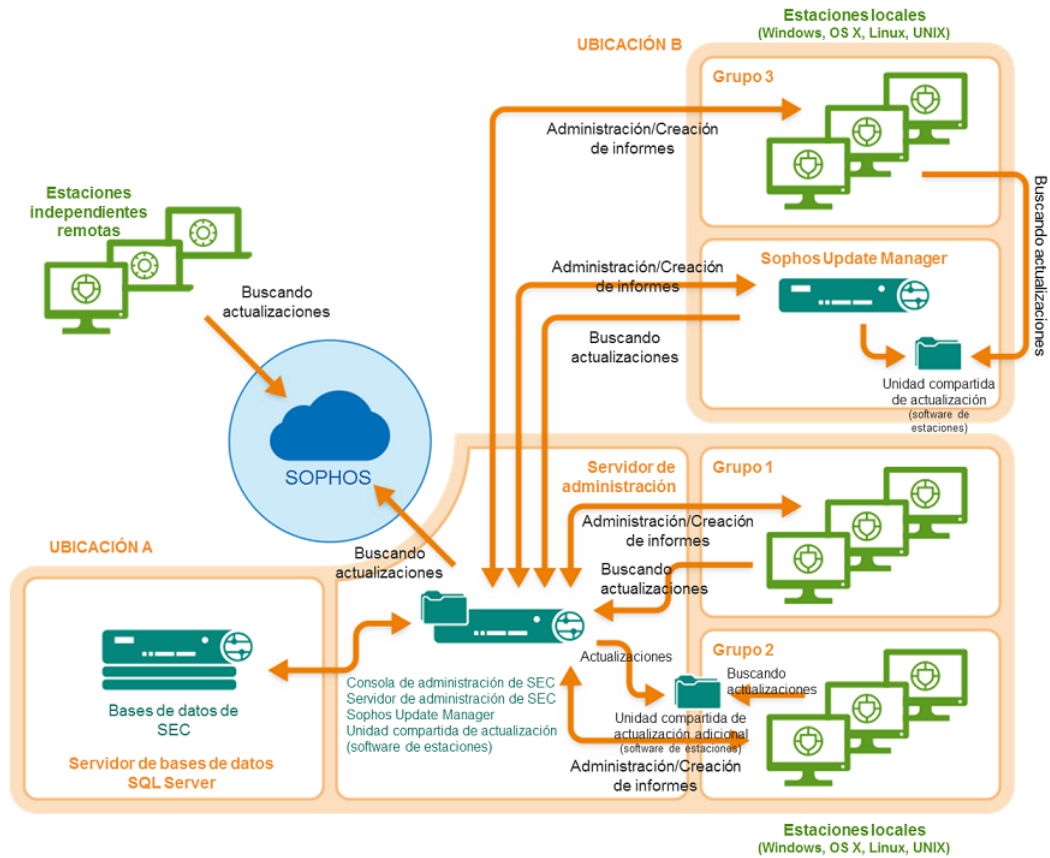 Estaciones locales
(Windows, OS X, Linux, UNIX)
UBICACIÓN B
Grupo 3
Administración/Creación
de informes
Buscando actualizaciones
Estaciones
independientes
remotas
Buscando
actualizaciones
Sophos Update Manager
Administración/Creación
de informes
Buscando
actualizaciones
Unidad compartida
de actualización
(software de
estaciones)
SOPHOS
Servidor de
administración
Grupo 1
Administración/Creación
de informes
Buscando
actualizaciones
UBICACIÓN A
Buscando
actualizaciones
Grupo 2
Actualizaciones
Buscando
actualizaciones
Consola de administración de SEC
Servidor de administración de SEC
Sophos Update Manager
Unidad compartida de actualización
(software de estaciones)
Unidad compartida de
actualización adicional
(software de estaciones)
Administración/Creación
de informes
Bases de datos de
SEC
Servidor de bases de datos
SQL Server
Estaciones locales
(Windows, OS X, Linux, UNIX)